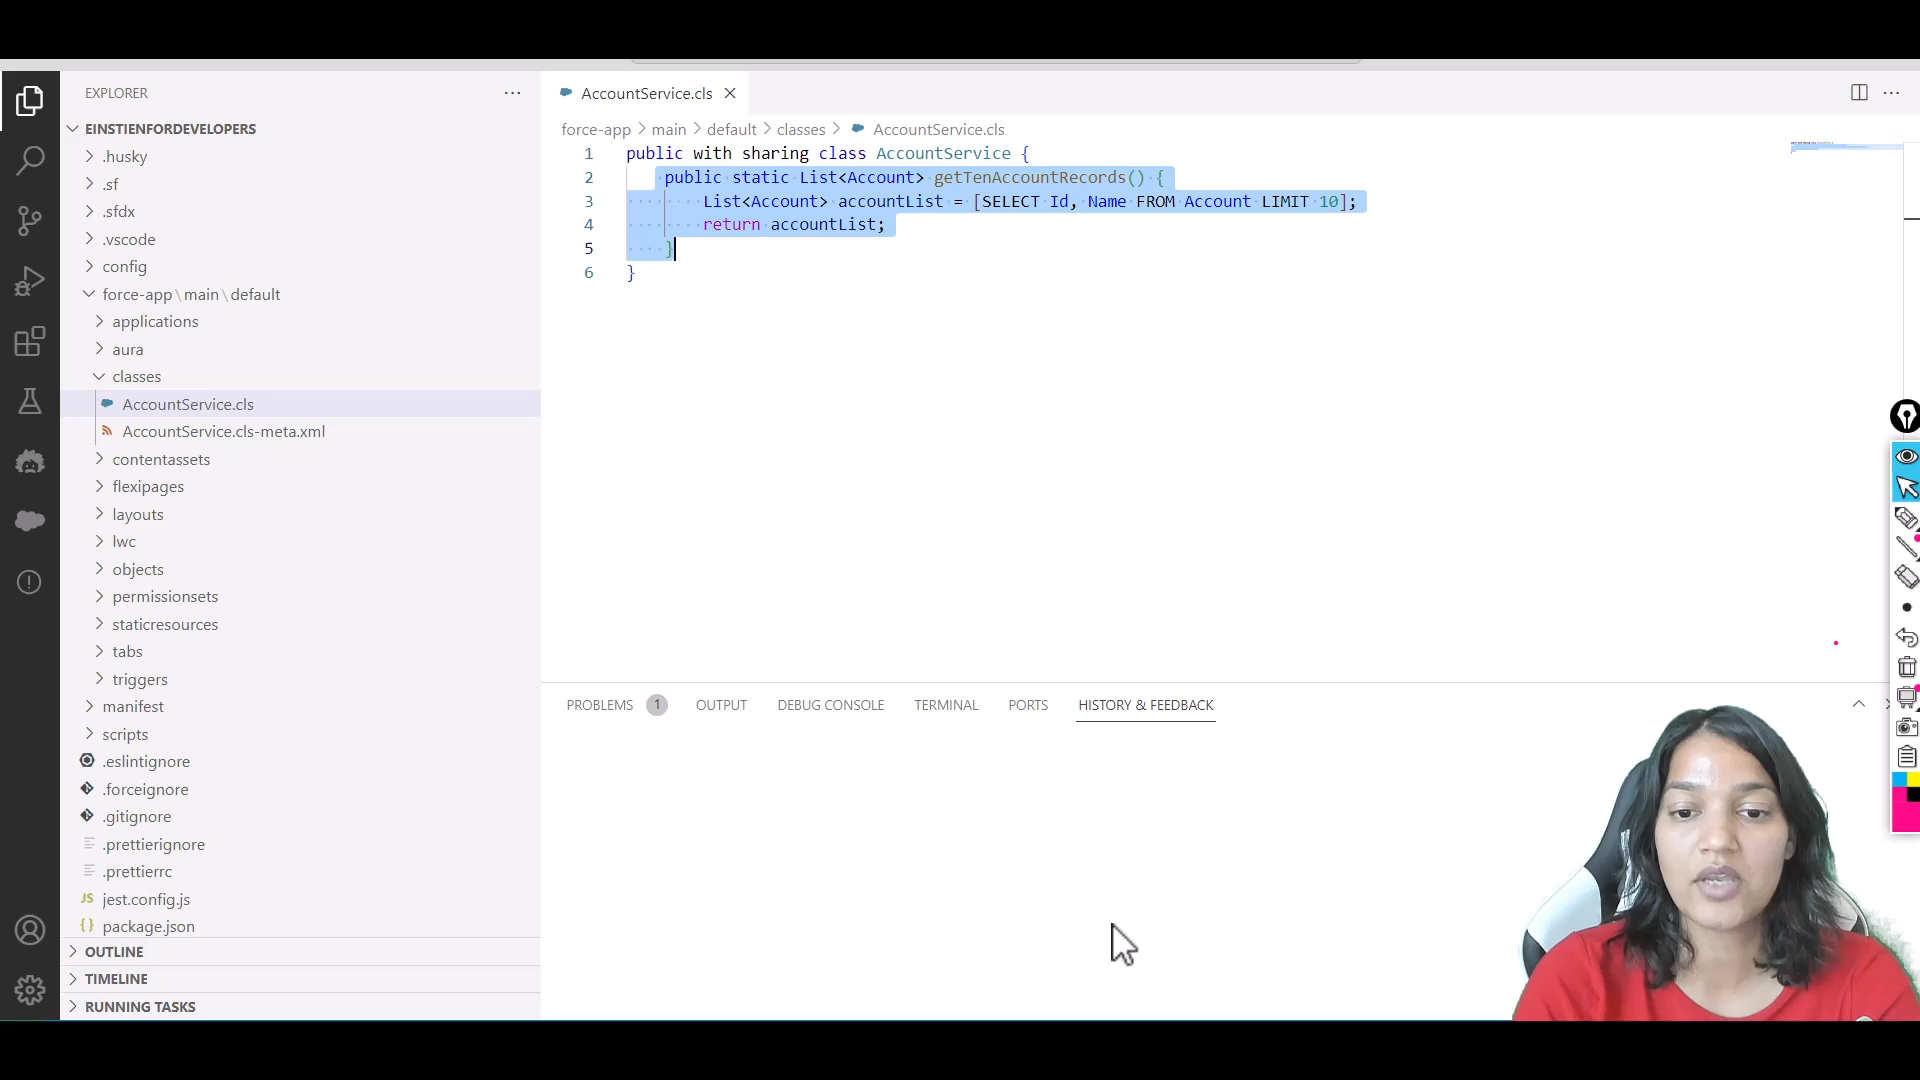 EXPLORER
EINSTIENFORDEVELOPERS
.husky
.sf
.sfdx
.vscode
config
force-app\main\default
applications
aura
classes
AccountService.cls
AccountService.cls-meta.xml
contentassets
flexipages
layouts
lwc
objects
permissionsets
staticresources
tabs
triggers
manifest
scripts
.eslintignore
.forceignore
.gitignore
.prettierignore
.prettierrc
JS jest.config.js
{ } package.json
OUTLINE
TIMELINE
RUNNING TASKS
AccountService.cls
force-app > main > default > classes > AccountService.cls
1 public with sharing class AccountService {
2 public static List<Account> getTenAccountRecords() {
3 List<Account> accountList = [SELECT Id, Name FROM Account LIMIT 10];
4 return accountList;
5 }
6 }
PROBLEMS 1 OUTPUT DEBUG CONSOLE TERMINAL PORTS HISTORY & FEEDBACK